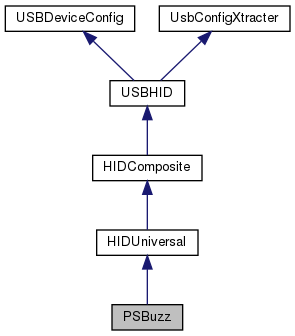 USBDeviceConfig
UsbConfigXtracter
USBHID
HIDComposite
HIDUniversal
PSBuzz